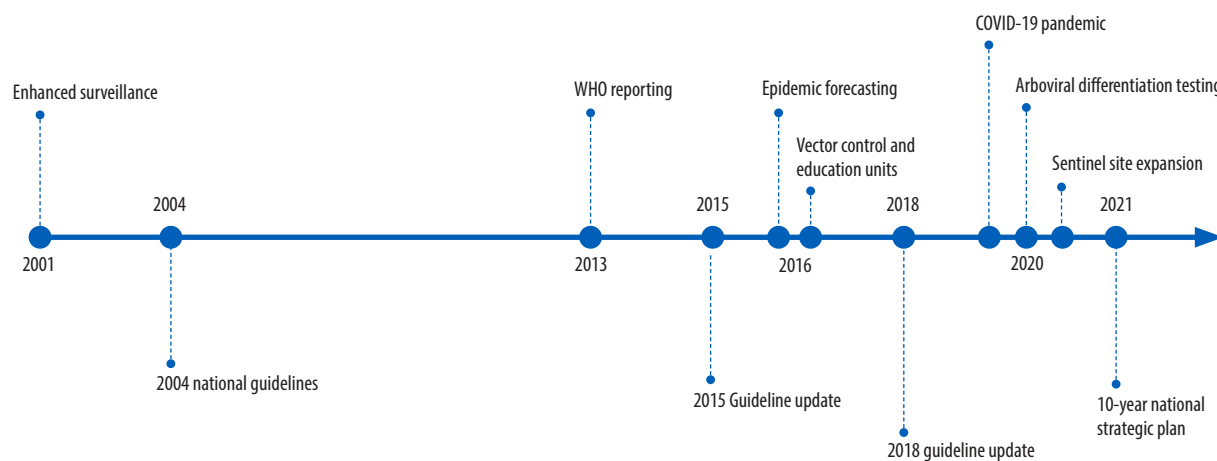 COVID-19 pandemic
Enhanced surveillance
WHO reporting
Epidemic forecasting
Arboviral differentiation testing
Vector control and
education units
Sentinel site expansion
2004
2015
2018
2021
2001
2013
2016
2020
2004 national guidelines
2015 Guideline update
10-year national
strategic plan
2018 guideline update